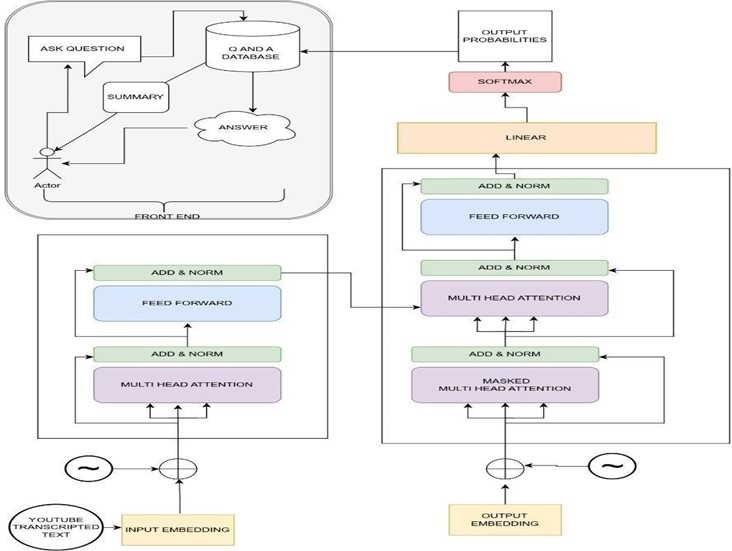 ASK QUESTION
Q AND A
DATABASE
SUMMARY
ANSWER
Actor
FRONT END
OUTPUT
PROBABILITIES
SOFTMAX
LINEAR
ADD & NORM
FEED FORWARD
ADD & NORM
MULTI HEAD ATTENTION
ADD & NORM
MASKED
MULTI HEAD ATTENTION
ADD & NORM
FEED FORWARD
ADD & NORM
MULTI HEAD ATTENTION
~
~
YOUTUBE
TRANSCRIPTED
TEXT
INPUT EMBEDDING
OUTPUT
EMBEDDING